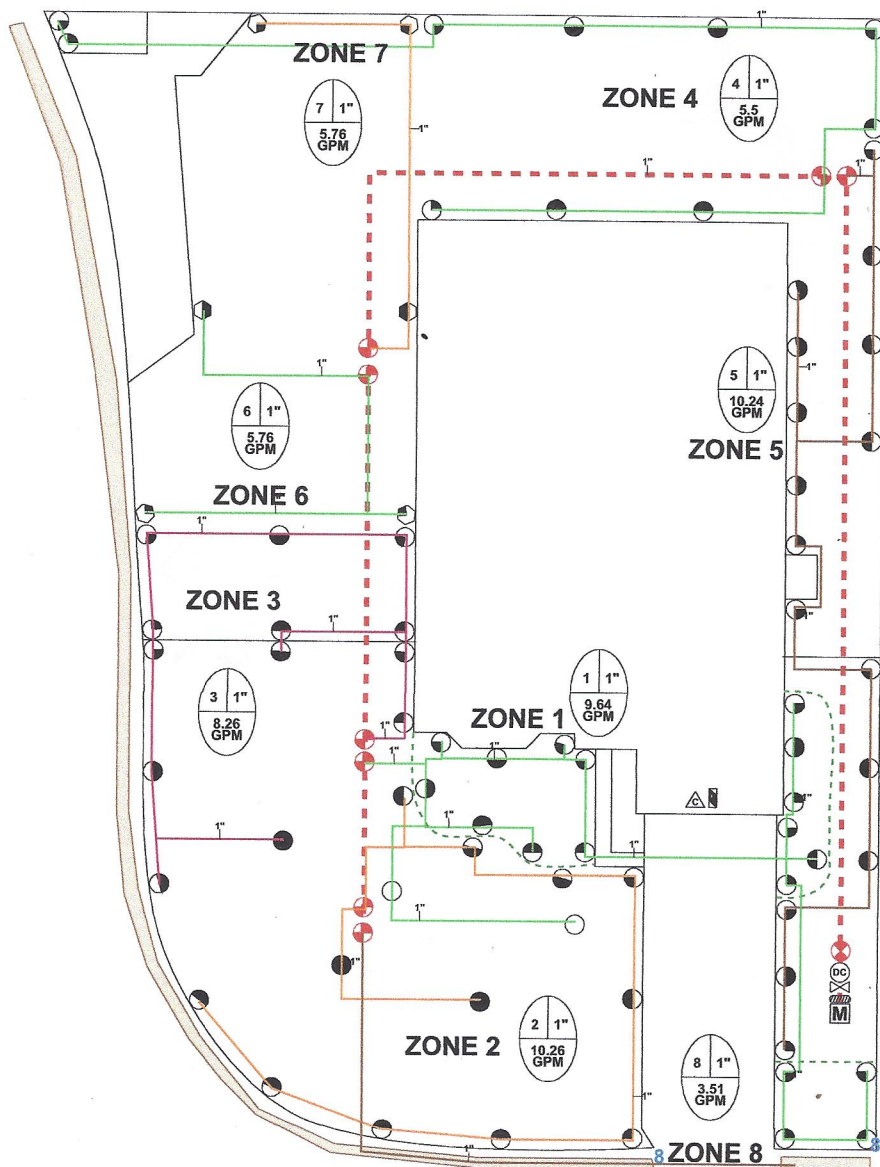 1"
ZONE 7
ZONE 4
4 1"
5.5
GPM
7 1"
5.76
GPM
1"
1"
1"
1"
5 1"
10.24
GPM
1"
6 1"
5.76
GPM
ZONE 5
ZONE 6
1"
ZONE 3
1"
1"
3 1"
8.26
GPM
1 1"
9.64
GPM
ZONE 1
1"
1"
1"
C
1"
1"
1"
1"
1"
1"
DC
M
2 1"
10.26
GPM
ZONE 2
8 1"
3.51
GPM
1"
1"
1"
8
ZONE 8
8